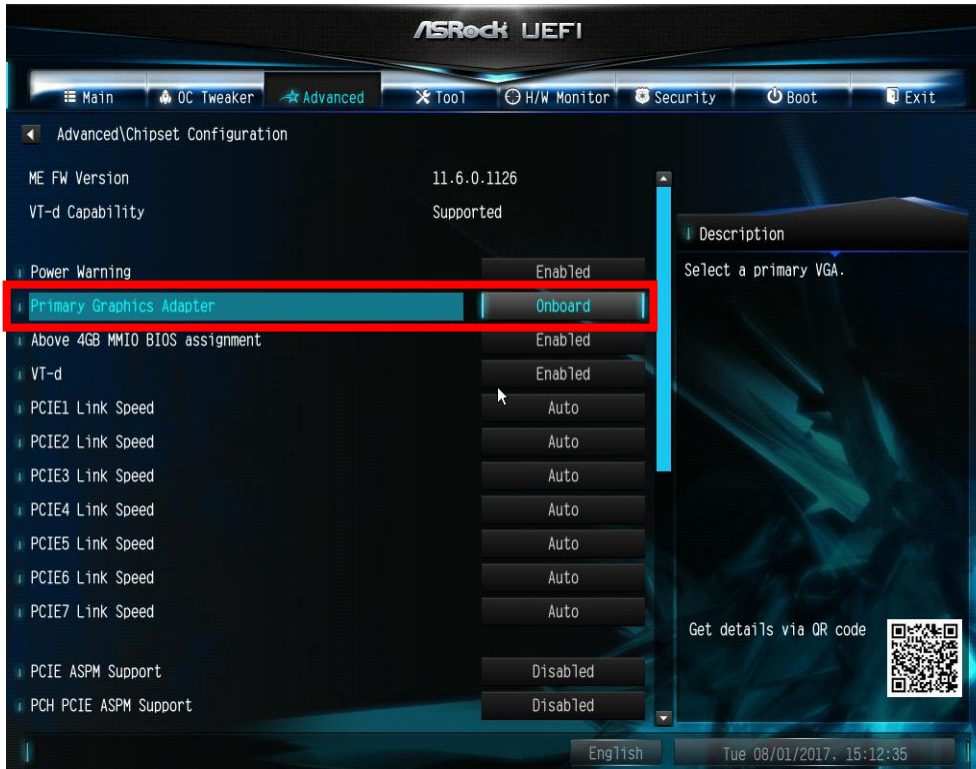 ASRock UEFI
Main OC Tweaker Advanced Tool H/W Monitor Security Boot Exit
Advanced\Chipset Configuration
ME FW Version 11.6.0.1126
VT-d Capability Supported
Description
Power Warning Enabled
Select a primary VGA.
Primary Graphics Adapter Onboard
Above 4GB MMIO BIOS assignment Enabled
VT-d Enabled
PCIE1 Link Speed Auto
PCIE2 Link Speed Auto
PCIE3 Link Speed Auto
PCIE4 Link Speed Auto
PCIE5 Link Speed Auto
PCIE6 Link Speed Auto
PCIE7 Link Speed Auto
Get details via QR code
PCIE ASPM Support Disabled
PCH PCIE ASPM Support Disabled
English Tue 08/01/2017, 15:12:35